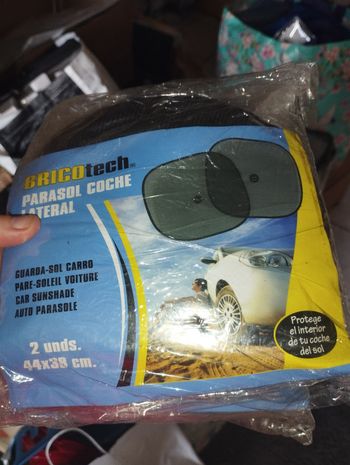 BRICOtech®
PARASOL COCHE
LATERAL
GUARDA-SOL CARRO
PARE-SOLEIL VOITURE
CAR SUNSHADE
AUTO PARASOLE
2 unds.
44x38 cm.
Protege
el interior
de tu coche
del sol